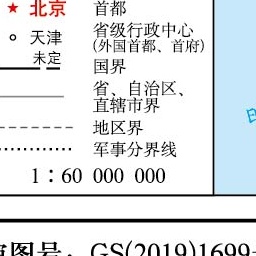 ★ 北京 首都
天津 省级行政中心
(外国首都、首府)
未定 国界
省、自治区、
直辖市界
地区界
军事分界线
1：60 000 000
图号：GS(2019)1699